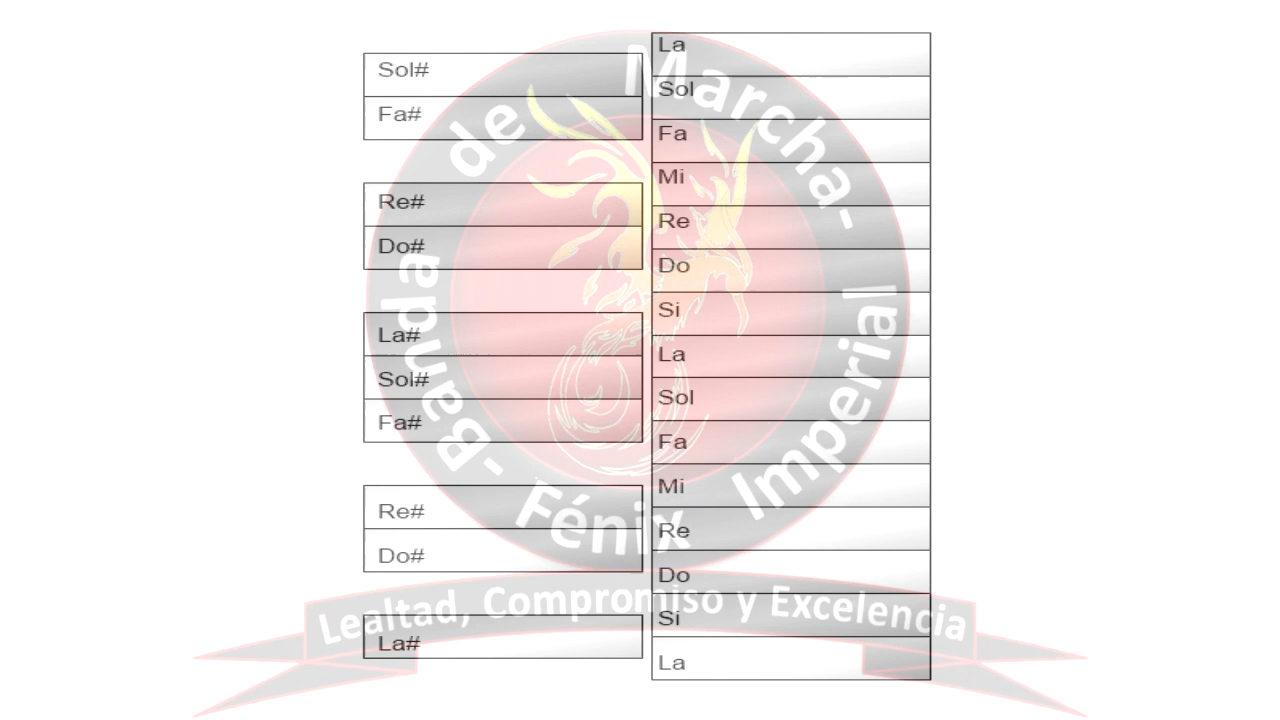 Sol#
Fa#
Re#
Do#
La#
Sol#
Fa#
Re#
Do#
La#
La
Sol
Fa
Mi
Re
Do
Si
La
Sol
Fa
Mi
Re
Do
Si
La
-Banda de Marcha-
Fénix Imperial
Lealtad, Compromiso y Excelencia